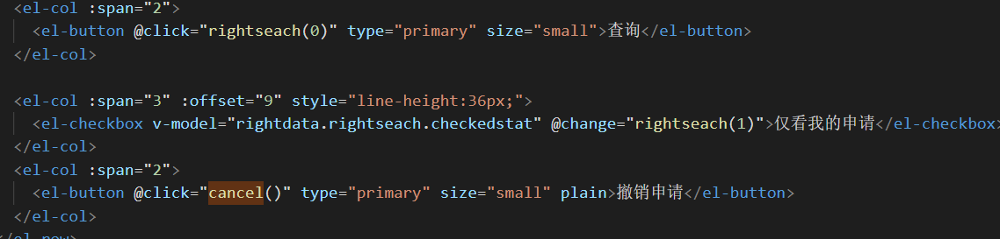 <el-col :span="2">
<el-button @click="rightseach(0)" type="primary" size="small">查询</el-button>
</el-col>
<el-col :span="3" :offset="9" style="line-height:36px;">
<el-checkbox v-model="rightdata.rightseach.checkedstat" @change="rightseach(1)">仅看我的申请</el-checkbox>
</el-col>
<el-col :span="2">
<el-button @click="cancel()" type="primary" size="small" plain>撤销申请</el-button>
</el-col>
</el-row>